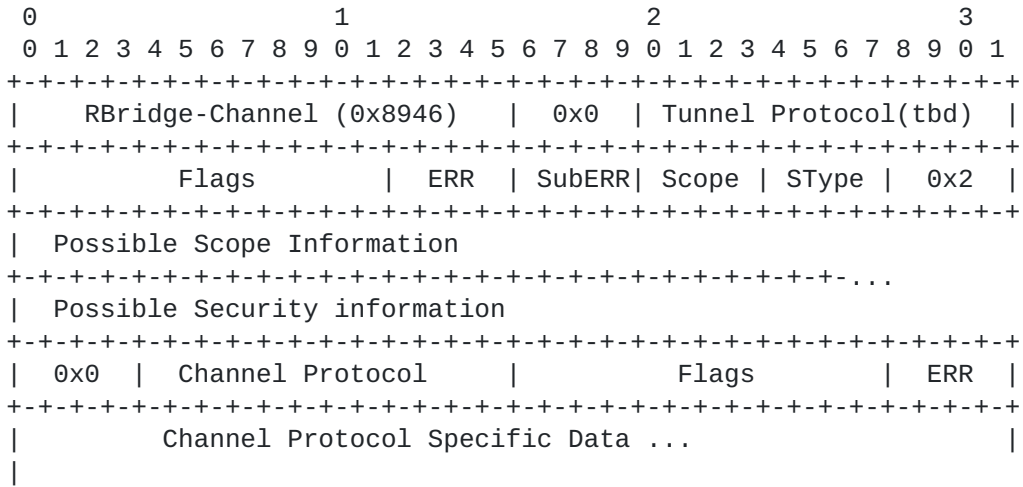 0                   1                   2                   3
 0 1 2 3 4 5 6 7 8 9 0 1 2 3 4 5 6 7 8 9 0 1 2 3 4 5 6 7 8 9 0 1
+-+-+-+-+-+-+-+-+-+-+-+-+-+-+-+-+-+-+-+-+-+-+-+-+-+-+-+-+-+-+-+-+
|    RBridge-Channel (0x8946)   |  0x0  | Tunnel Protocol(tbd)  |
+-+-+-+-+-+-+-+-+-+-+-+-+-+-+-+-+-+-+-+-+-+-+-+-+-+-+-+-+-+-+-+-+
|          Flags        |  ERR  | SubERR| Scope | SType |  0x2  |
+-+-+-+-+-+-+-+-+-+-+-+-+-+-+-+-+-+-+-+-+-+-+-+-+-+-+-+-+-+-+-+-+
|  Possible Scope Information
+-+-+-+-+-+-+-+-+-+-+-+-+-+-+-+-+-+-+-+-+-+-+-+-+-+-+-...
|  Possible Security information
+-+-+-+-+-+-+-+-+-+-+-+-+-+-+-+-+-+-+-+-+-+-+-+-+-+-+-+-+-+-+-+-+
|  0x0  |  Channel Protocol     |          Flags        |  ERR  |
+-+-+-+-+-+-+-+-+-+-+-+-+-+-+-+-+-+-+-+-+-+-+-+-+-+-+-+-+-+-+-+-+
|         Channel Protocol Specific Data ...                    |
|